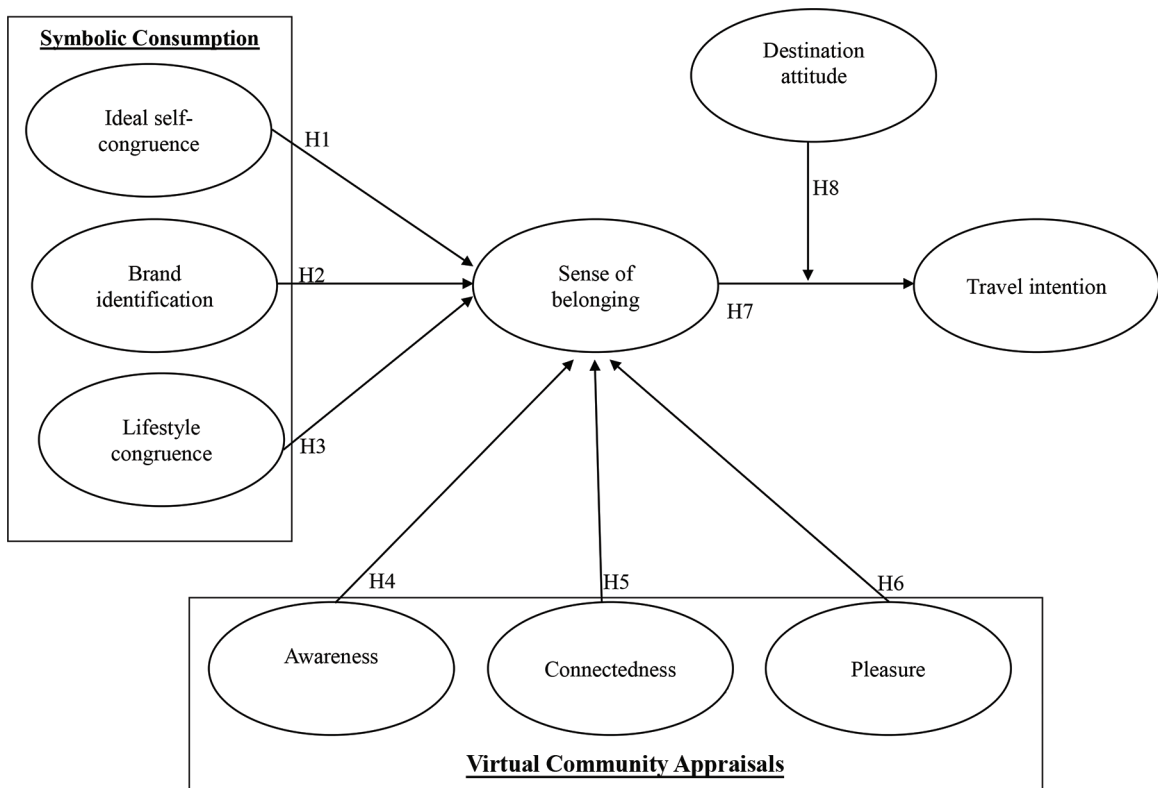 Symbolic Consumption
Ideal self-
congruence
H1
Brand
identification
H2
Lifestyle
congruence
H3
Destination
attitude
H8
Sense of
belonging
H7
Travel intention
H4
H5
H6
Awareness
Connectedness
Pleasure
Virtual Community Appraisals